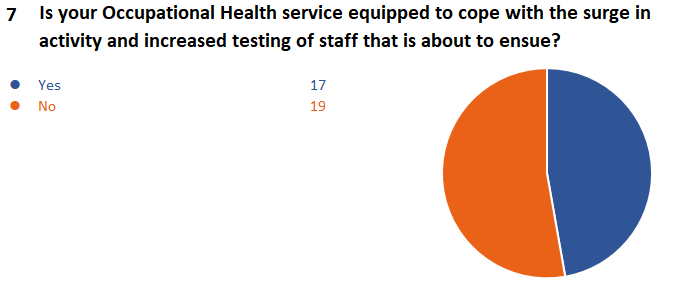 7 Is your Occupational Health service equipped to cope with the surge in
activity and increased testing of staff that is about to ensue?
Yes 17
No 19